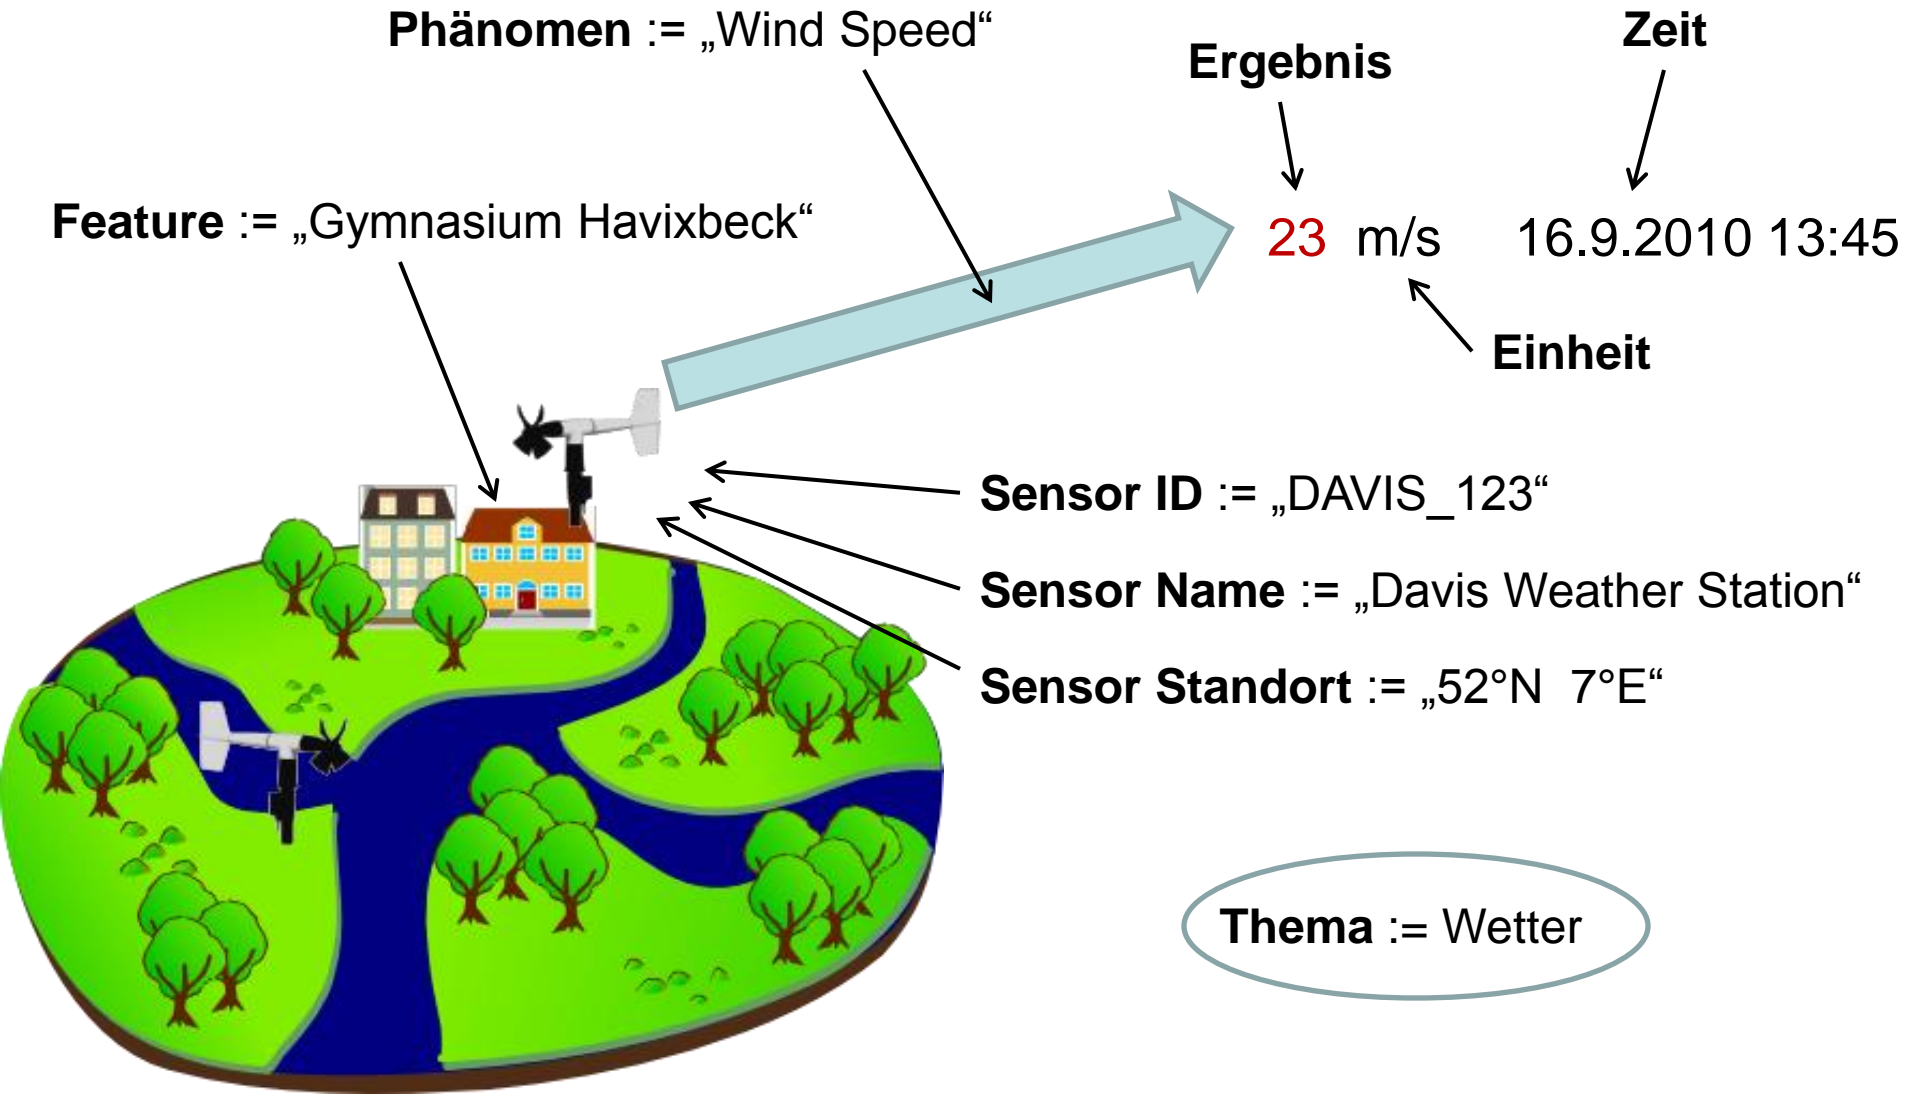 Phänomen := „Wind Speed“
Ergebnis
Zeit
Feature := „Gymnasium Havixbeck“
23 m/s 16.9.2010 13:45
Einheit
Sensor ID := „DAVIS_123“
Sensor Name := „Davis Weather Station“
Sensor Standort := „52°N 7°E“
Thema := Wetter